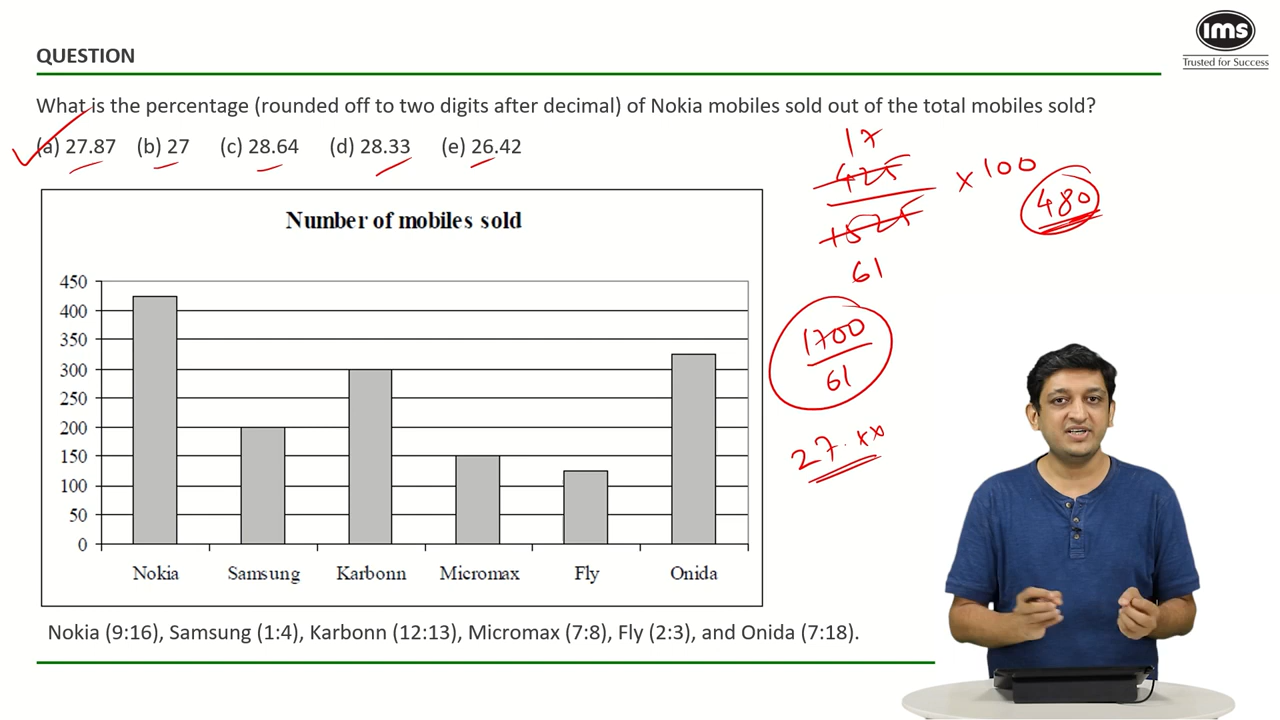 ims
Trusted for Success
QUESTION
What is the percentage (rounded off to two digits after decimal) of Nokia mobiles sold out of the total mobiles sold?
(a) 27.87 (b) 27 (c) 28.64 (d) 28.33 (e) 26.42
17
425
x 100
480
1525
61
1700
61
27.xx
Number of mobiles sold
450
400
350
300
250
200
150
100
50
0
Nokia Samsung Karbonn Micromax Fly Onida
Nokia (9:16), Samsung (1:4), Karbonn (12:13), Micromax (7:8), Fly (2:3), and Onida (7:18).